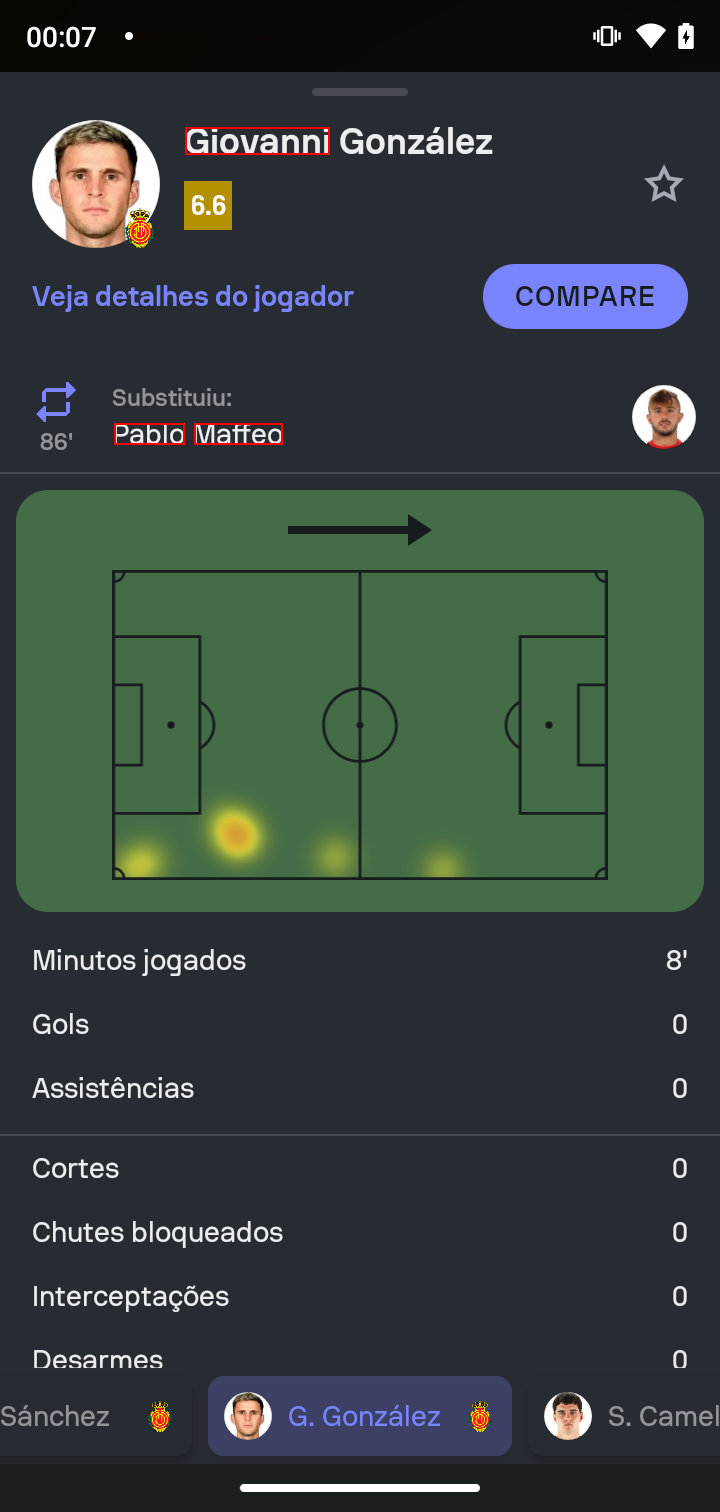 00:07
Giovanni González
6.6
Veja detalhes do jogador
COMPARE
Substituiu:
86'
Pablo Maffeo
Minutos jogados 8'
Gols 0
Assistências 0
Cortes 0
Chutes bloqueados 0
Interceptações 0
Desarmes 0
Sánchez
G. González
S. Camel